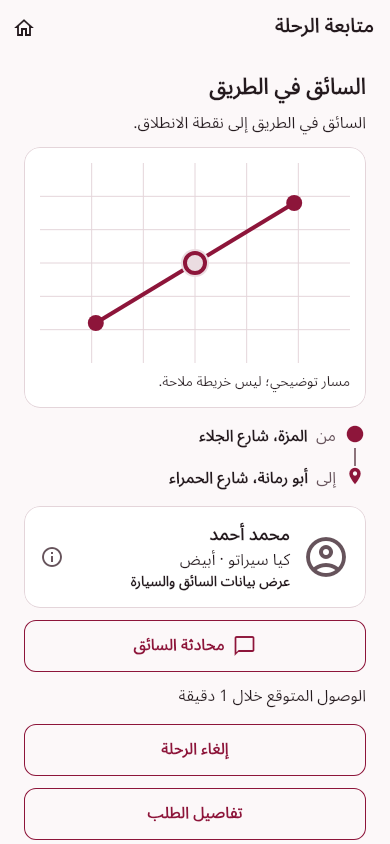 متابعة الرحلة
السائق في الطريق
السائق في الطريق إلى نقطة الانطلاق.
مسار توضيحي؛ ليس خريطة ملاحة.
من المزة، شارع الجلاء
إلى أبو رمانة، شارع الحمراء
محمد أحمد
كيا سيراتو · أبيض
عرض بيانات السائق والسيارة
محادثة السائق
الوصول المتوقع خلال 1 دقيقة
إلغاء الرحلة
تفاصيل الطلب